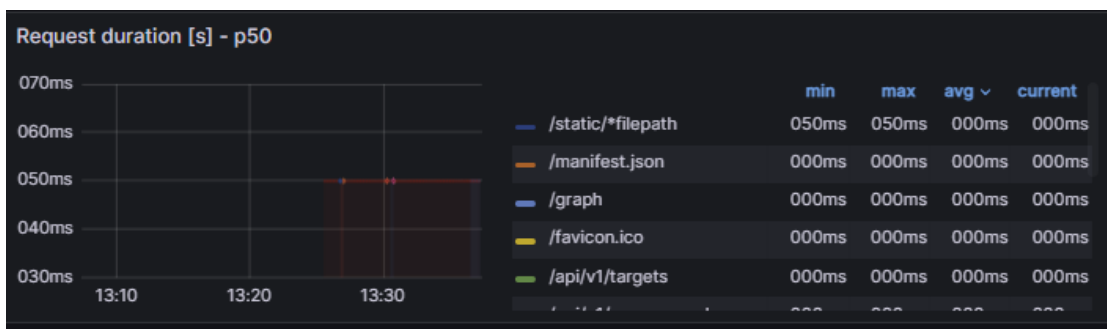 Request duration [s] - p50
070ms
060ms
050ms
040ms
030ms
13:10 13:20 13:30
min max avg current
/static/*filepath 050ms 050ms 000ms 000ms
/manifest.json 000ms 000ms 000ms 000ms
/graph 000ms 000ms 000ms 000ms
/favicon.ico 000ms 000ms 000ms 000ms
/api/v1/targets 000ms 000ms 000ms 000ms